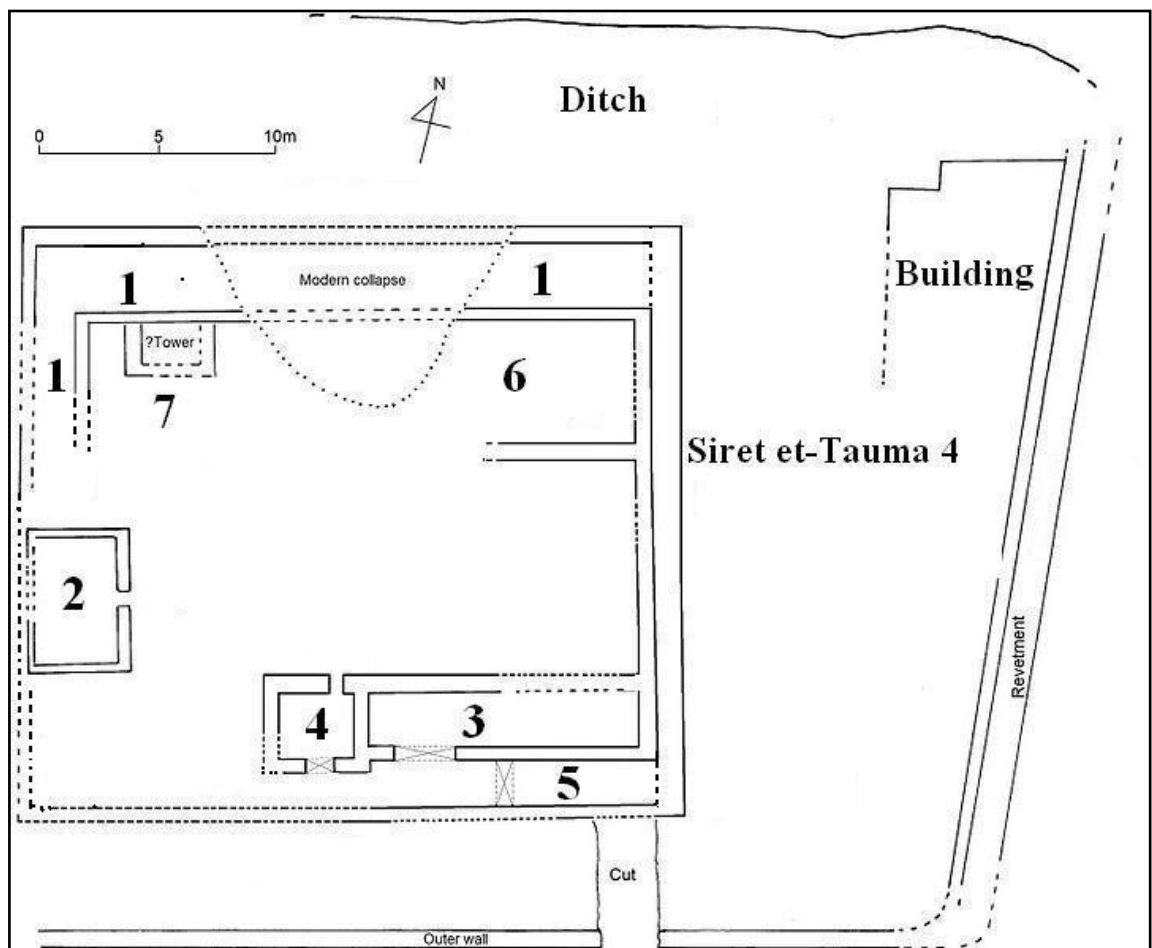 Ditch
N
0 5 10m
Building
Modern collapse
1
1
1
?Tower
7
6
Siret et-Tauma 4
2
4
3
5
Revetment
Cut
Outer wall